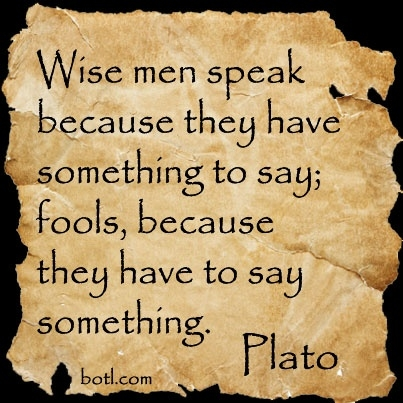 Wise men speak
because they have
something to say;
fools, because
they have to say
something.
Plato
botl.com